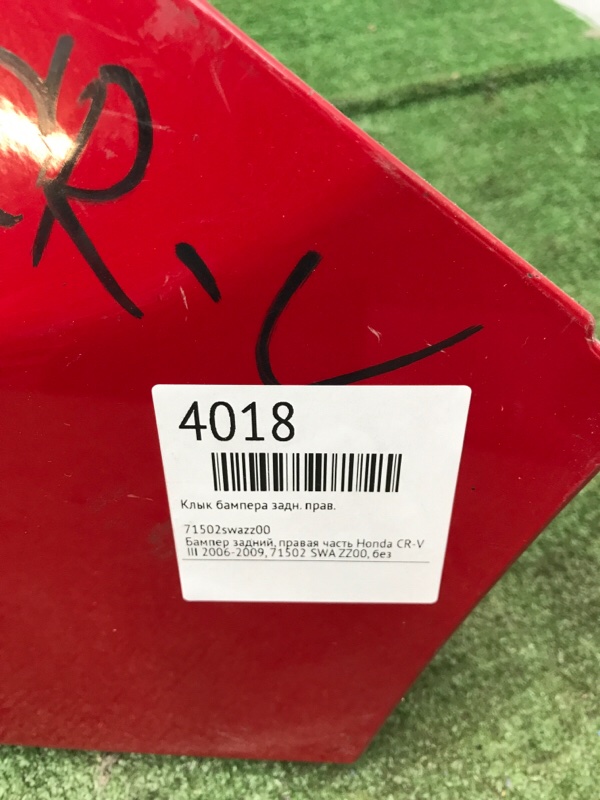 R
4018
Клык бампера задн. прав.
71502swazz00
Бампер задний, правая часть Honda CR-V
III 2006-2009, 71502 SWA ZZ00, без